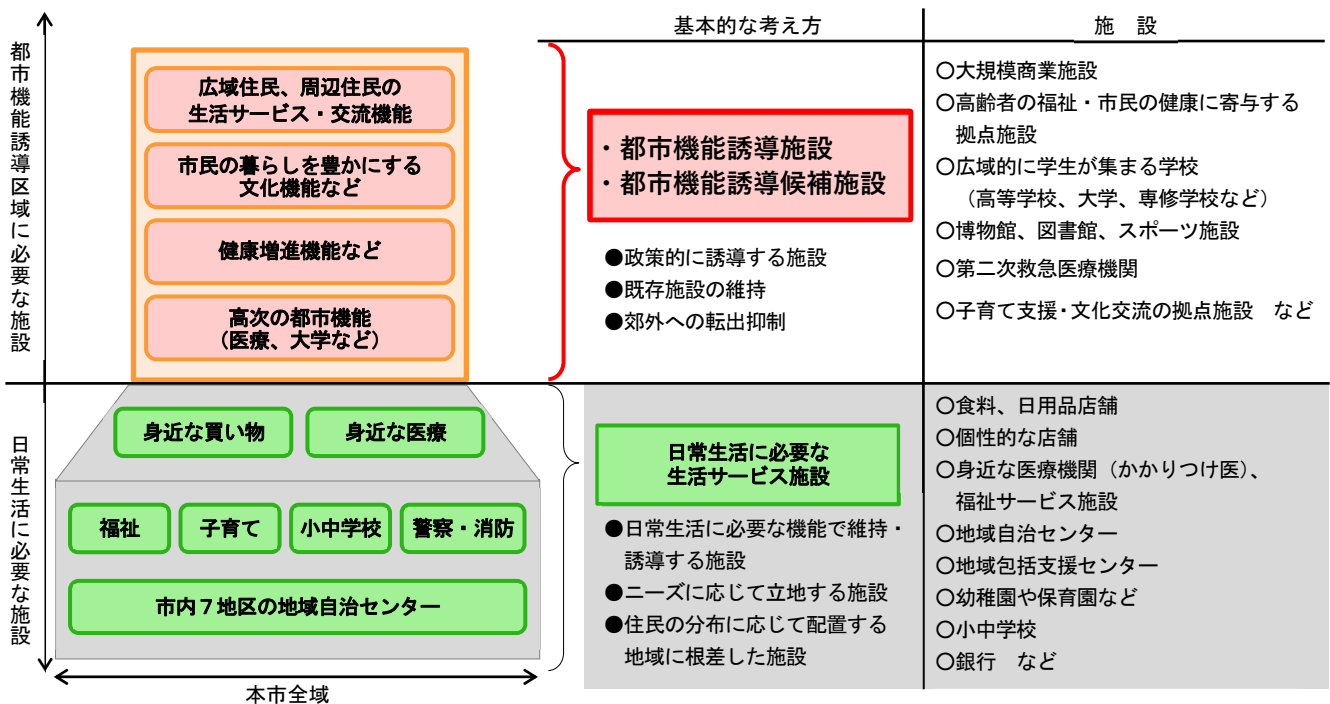 基本的な考え方
施　設
都市機能誘導区域に必要な施設
広域住民、周辺住民の
生活サービス・交流機能
市民の暮らしを豊かにする
文化機能など
健康増進機能など
高次の都市機能
（医療、大学など）
・都市機能誘導施設
・都市機能誘導候補施設
●政策的に誘導する施設
●既存施設の維持
●郊外への転出抑制
○大規模商業施設
○高齢者の福祉・市民の健康に寄与する
拠点施設
○広域的に学生が集まる学校
（高等学校、大学、専修学校など）
○博物館、図書館、スポーツ施設
○第二次救急医療機関
○子育て支援・文化交流の拠点施設　など
日常生活に必要な施設
身近な買い物
身近な医療
福祉
子育て
小中学校
警察・消防
市内７地区の地域自治センター
本市全域
日常生活に必要な
生活サービス施設
●日常生活に必要な機能で維持・
誘導する施設
●ニーズに応じて立地する施設
●住民の分布に応じて配置する
地域に根差した施設
○食料、日用品店舗
○個性的な店舗
○身近な医療機関（かかりつけ医）、
福祉サービス施設
○地域自治センター
○地域包括支援センター
○幼稚園や保育園など
○小中学校
○銀行　など